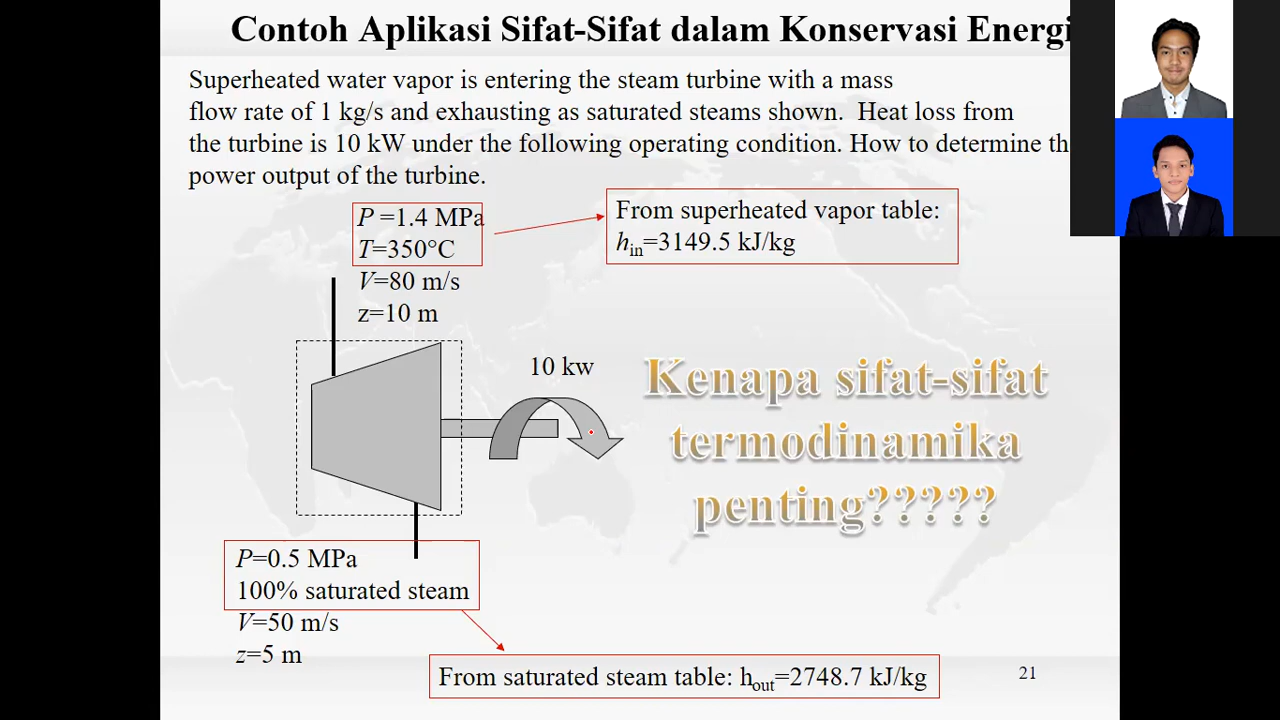 Contoh Aplikasi Sifat-Sifat dalam Konservasi Energi
Superheated water vapor is entering the steam turbine with a mass
flow rate of 1 kg/s and exhausting as saturated steams shown. Heat loss from
the turbine is 10 kW under the following operating condition. How to determine th
power output of the turbine.
P =1.4 MPa
T=350°C
V=80 m/s
z=10 m
From superheated vapor table:
hin=3149.5 kJ/kg
10 kw
Kenapa sifat-sifat
termodinamika
penting?????
P=0.5 MPa
100% saturated steam
V=50 m/s
z=5 m
From saturated steam table: hout=2748.7 kJ/kg
21